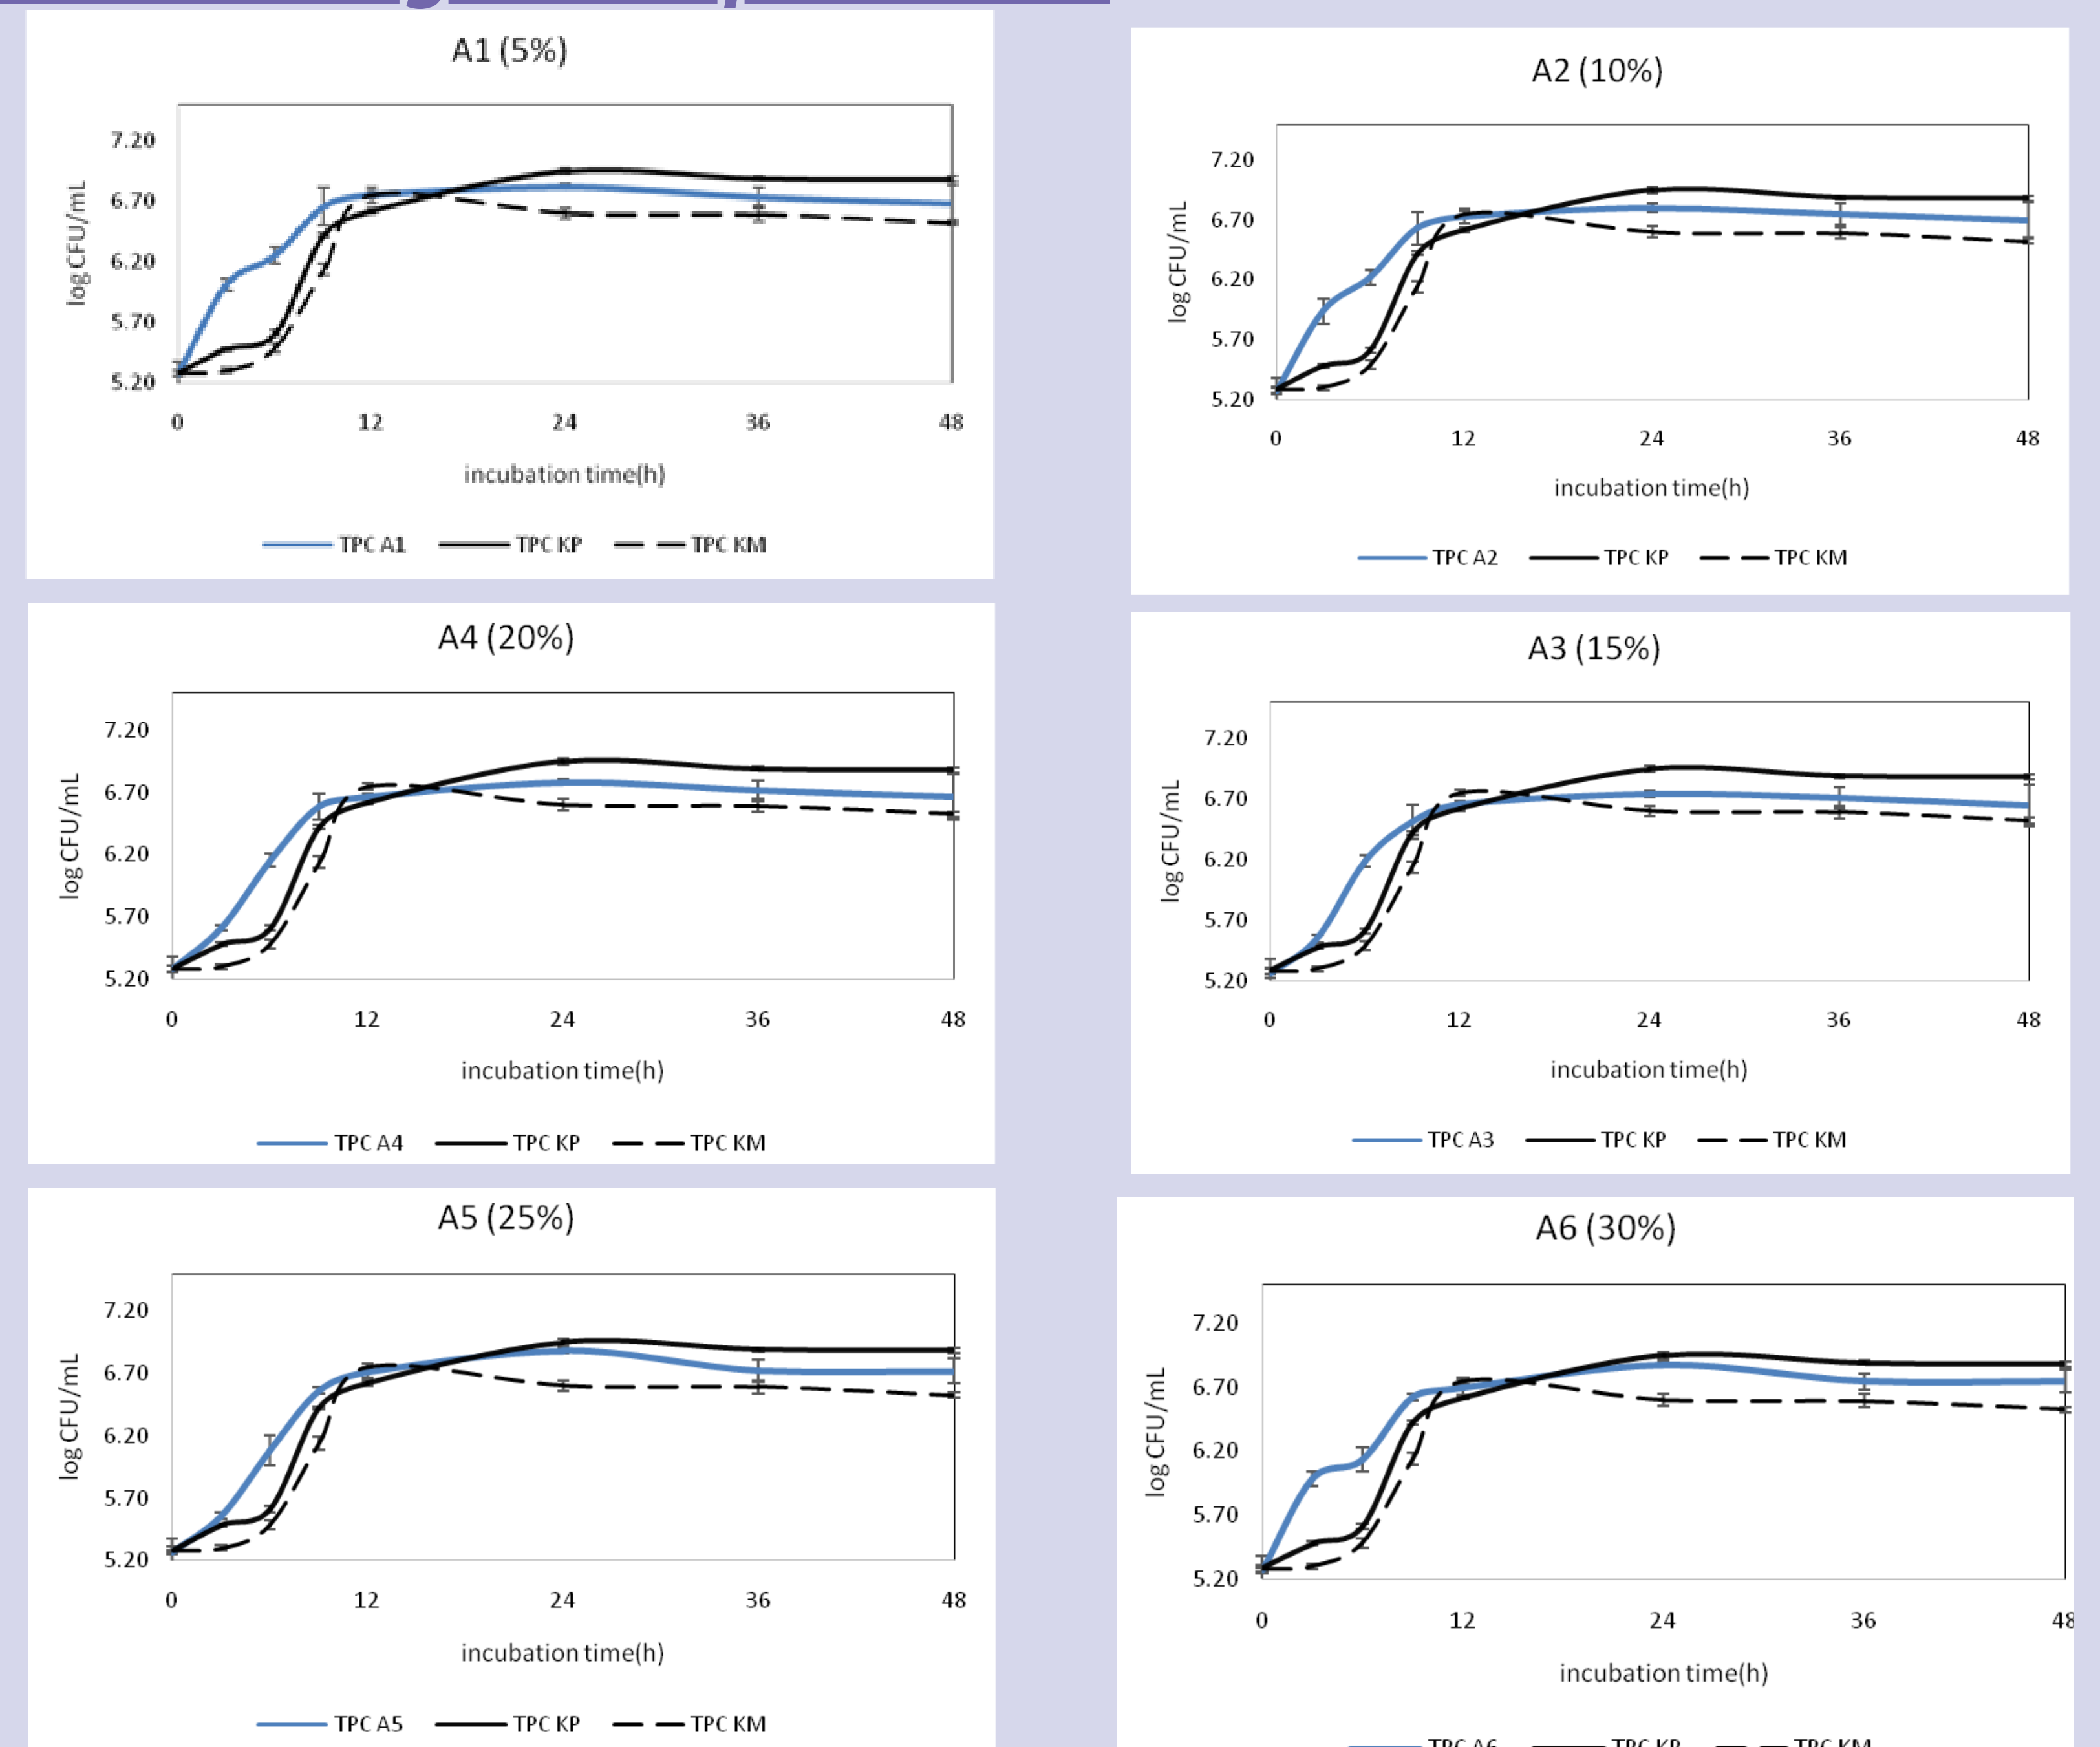 A1 (5%)
7.20
6.70
6.20
5.70
5.20
log CFU/mL
0 12 24 36 48
incubation time(h)
TPC A1 TPC KP TPC KM
A2 (10%)
7.20
6.70
6.20
5.70
5.20
log CFU/mL
0 12 24 36 48
incubation time(h)
TPC A2 TPC KP TPC KM
A4 (20%)
7.20
6.70
6.20
5.70
5.20
log CFU/mL
0 12 24 36 48
incubation time(h)
TPC A4 TPC KP TPC KM
A3 (15%)
7.20
6.70
6.20
5.70
5.20
log CFU/mL
0 12 24 36 48
incubation time(h)
TPC A3 TPC KP TPC KM
A5 (25%)
7.20
6.70
6.20
5.70
5.20
log CFU/mL
0 12 24 36 48
incubation time(h)
TPC A5 TPC KP TPC KM
A6 (30%)
7.20
6.70
6.20
5.70
5.20
log CFU/mL
0 12 24 36 48
incubation time(h)
TPC A6 TPC KP TPC KM